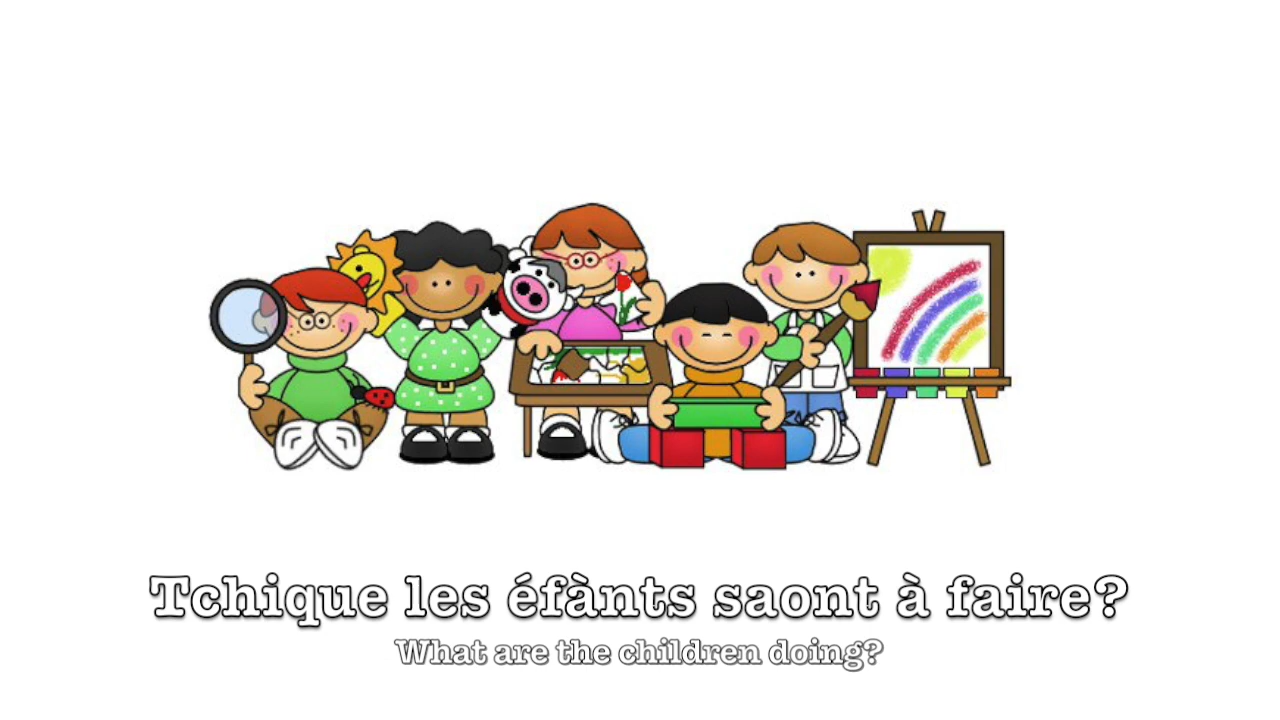 Tchique les éfànts saont à faire?
What are the children doing?